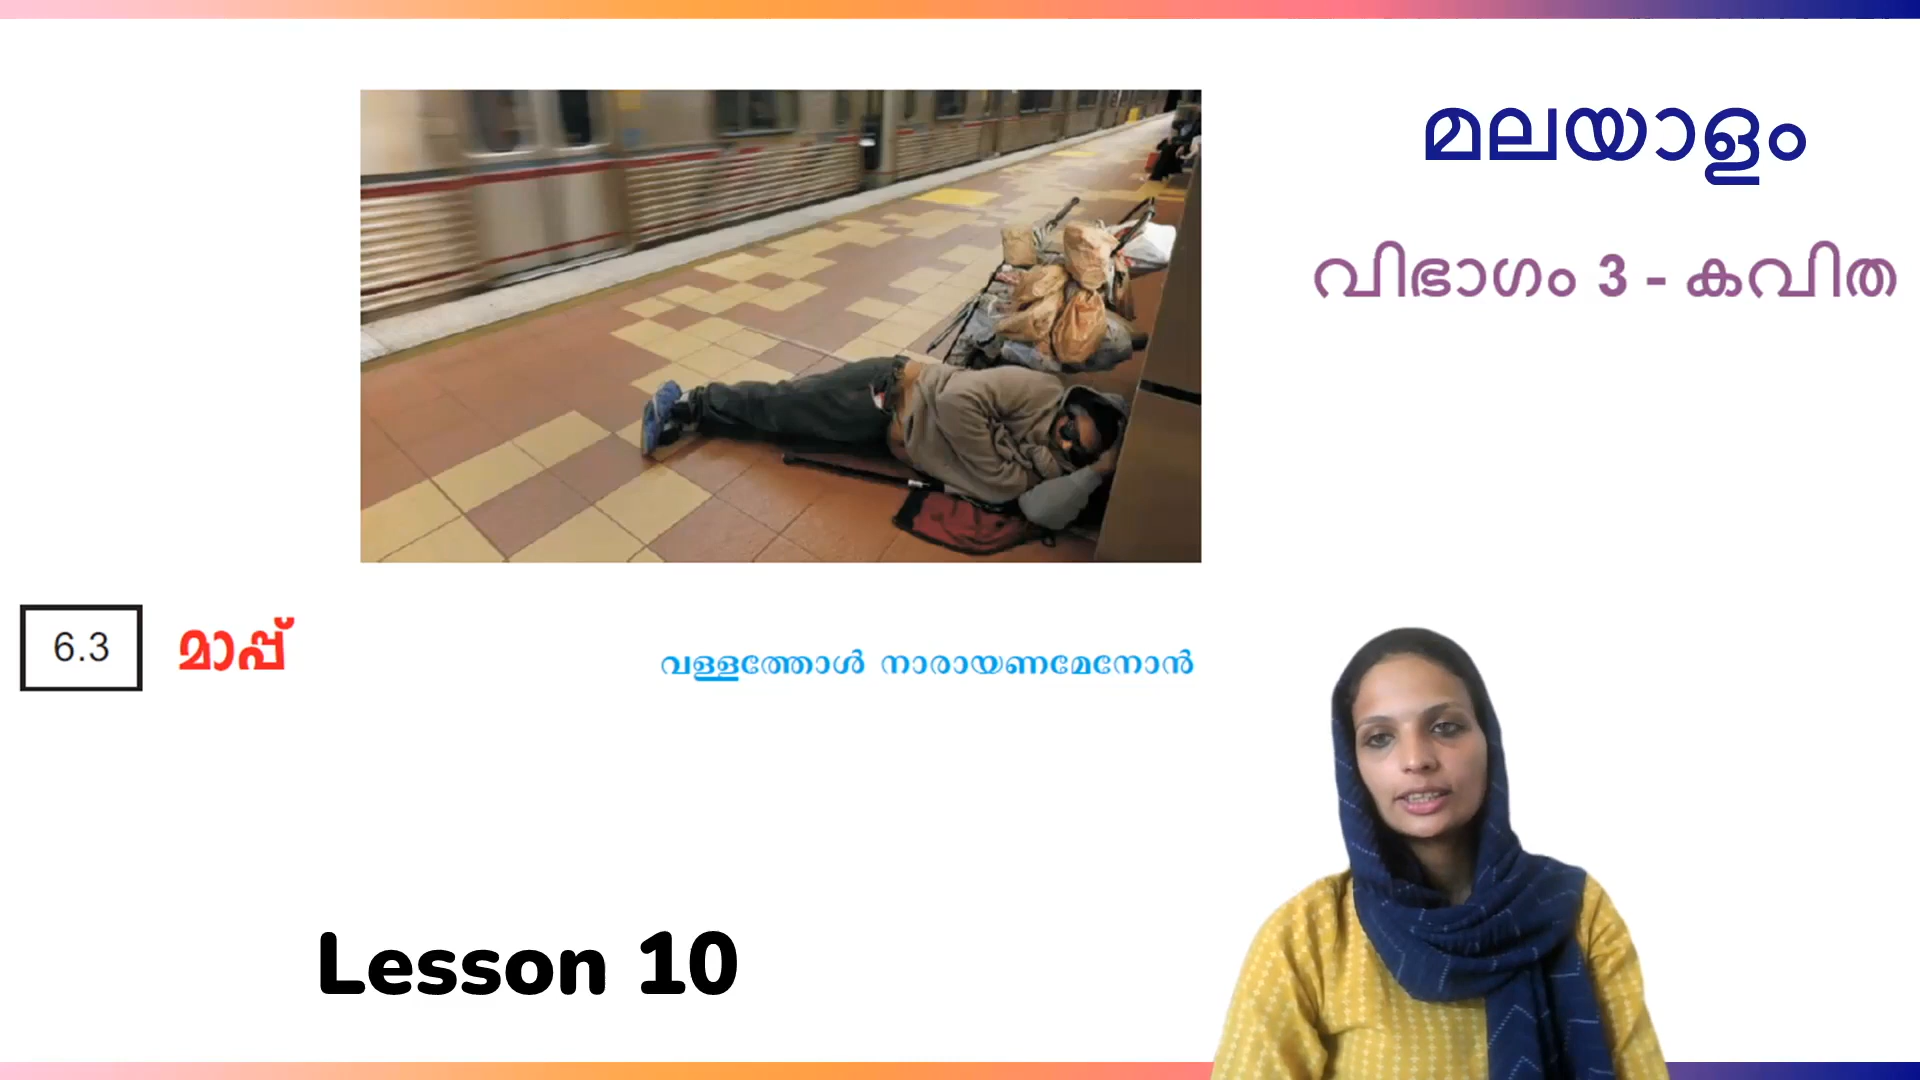 മലയാളം
വിഭാഗം 3 - കവിത
6.3 മാപ്പ്
വള്ളത്തോൾ നാരായണമേനോൻ
Lesson 10